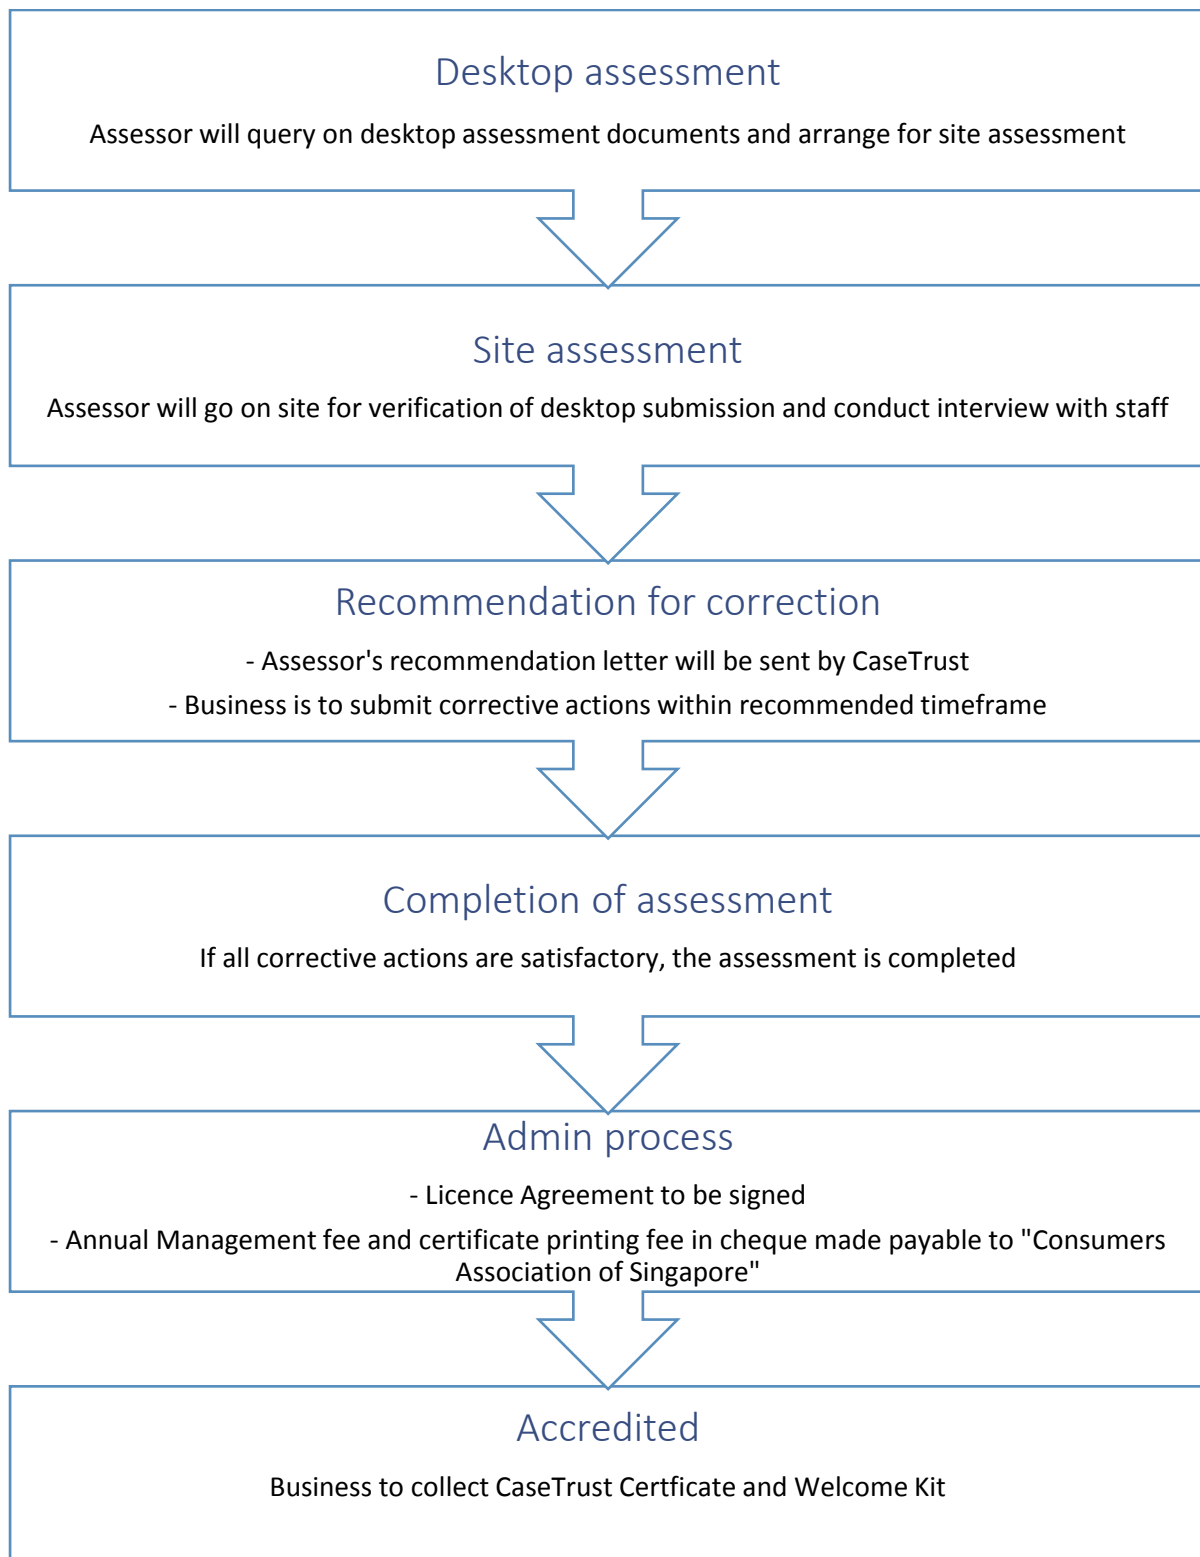 Desktop assessment
Assessor will query on desktop assessment documents and arrange for site assessment
Site assessment
Assessor will go on site for verification of desktop submission and conduct interview with staff
Recommendation for correction
- Assessor's recommendation letter will be sent by CaseTrust
- Business is to submit corrective actions within recommended timeframe
Completion of assessment
If all corrective actions are satisfactory, the assessment is completed
Admin process
- Licence Agreement to be signed
- Annual Management fee and certificate printing fee in cheque made payable to "Consumers
Association of Singapore"
Accredited
Business to collect CaseTrust Certficate and Welcome Kit